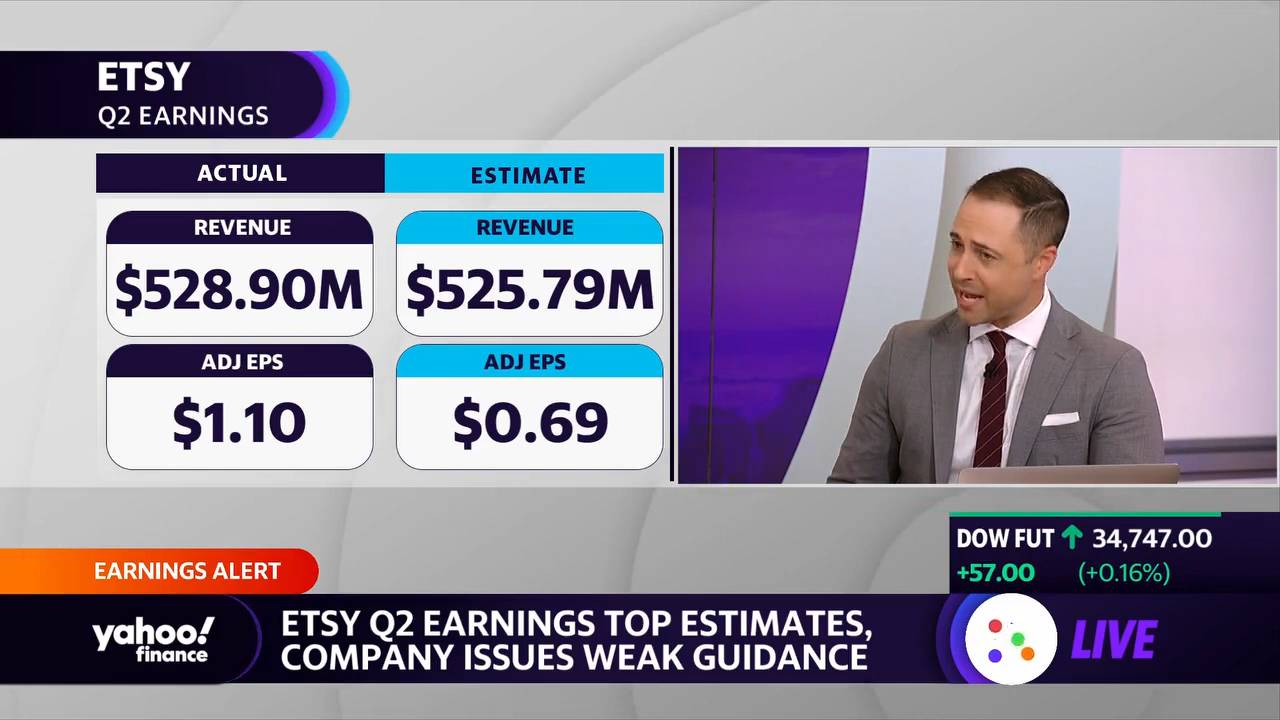 ETSY
Q2 EARNINGS
ACTUAL
ESTIMATE
REVENUE
$528.90M
REVENUE
$525.79M
ADJ EPS
$1.10
ADJ EPS
$0.69
DOW FUT 34,747.00
+57.00 (+0.16%)
EARNINGS ALERT
yahoo!
finance
ETSY Q2 EARNINGS TOP ESTIMATES,
COMPANY ISSUES WEAK GUIDANCE
LIVE